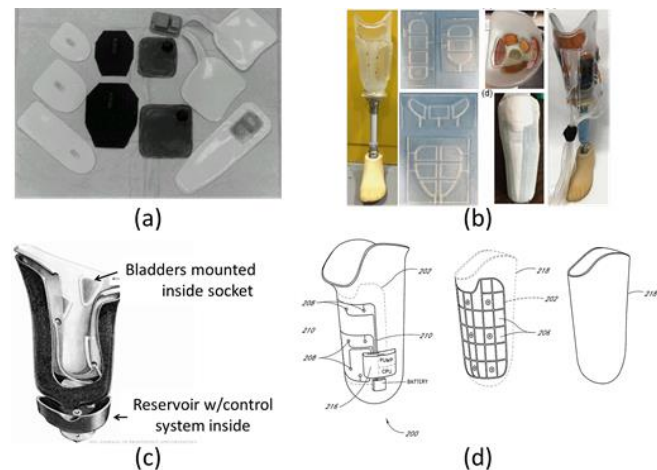 (a)
(d)
(b)
Bladders mounted
inside socket
Reservoir w/control
system inside
(c)
202
208
210
210
208
PUMP
CPU
BATTERY
216
200
218
202
206
218
(d)